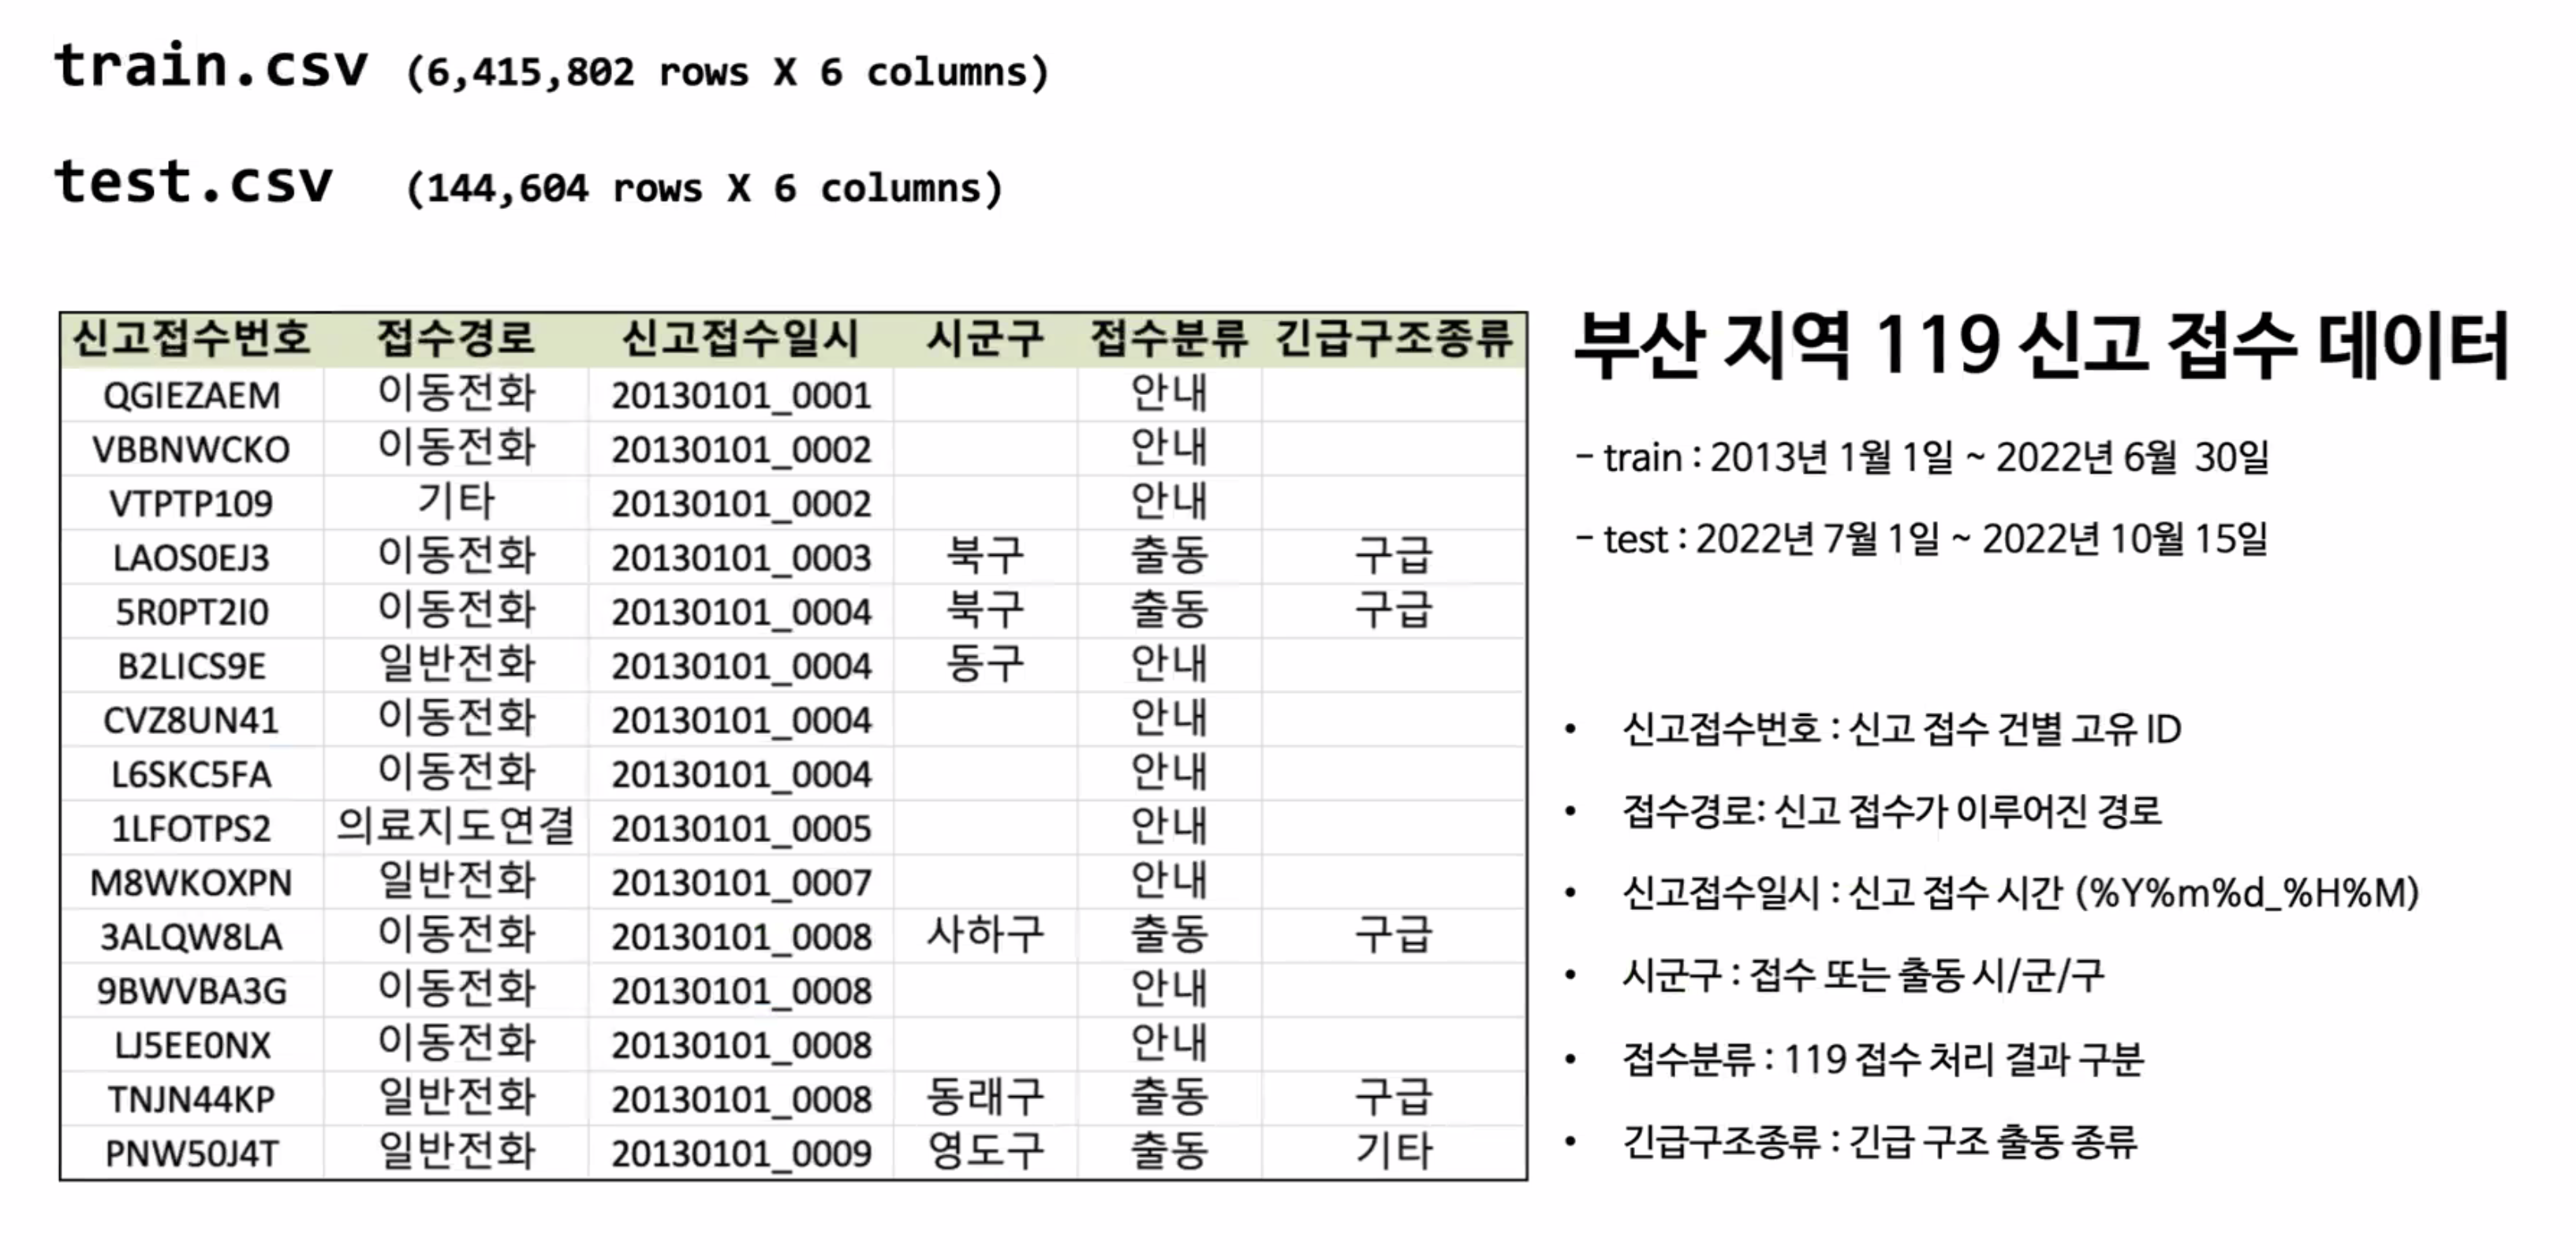 train.csv (6,415,802 rows X 6 columns)
test.csv (144,604 rows X 6 columns)
신고접수번호 접수경로 신고접수일시 시군구 접수분류 긴급구조종류
QGIEZAEM 이동전화 20130101_0001 안내
VBBNWCKO 이동전화 20130101_0002 안내
VTPTP109 기타 20130101_0002 안내
LAOS0EJ3 이동전화 20130101_0003 북구 출동 구급
5R0PT2I0 이동전화 20130101_0004 북구 출동 구급
B2LICS9E 일반전화 20130101_0004 동구 안내
CVZ8UN41 이동전화 20130101_0004 안내
L6SKC5FA 이동전화 20130101_0004 안내
1LFOTPS2 의료지도연결 20130101_0005 안내
M8WKOXPN 일반전화 20130101_0007 안내
3ALQW8LA 이동전화 20130101_0008 사하구 출동 구급
9BWVBA3G 이동전화 20130101_0008 안내
LJ5EE0NX 이동전화 20130101_0008 안내
TNJN44KP 일반전화 20130101_0008 동래구 출동 구급
PNW50J4T 일반전화 20130101_0009 영도구 출동 기타
부산 지역 119 신고 접수 데이터
- train : 2013년 1월 1일 ~ 2022년 6월 30일
- test : 2022년 7월 1일 ~ 2022년 10월 15일
• 신고접수번호 : 신고 접수 건별 고유 ID
• 접수경로: 신고 접수가 이루어진 경로
• 신고접수일시 : 신고 접수 시간 (%Y%m%d_%H%M)
• 시군구 : 접수 또는 출동 시/군/구
• 접수분류 : 119 접수 처리 결과 구분
• 긴급구조종류 : 긴급 구조 출동 종류